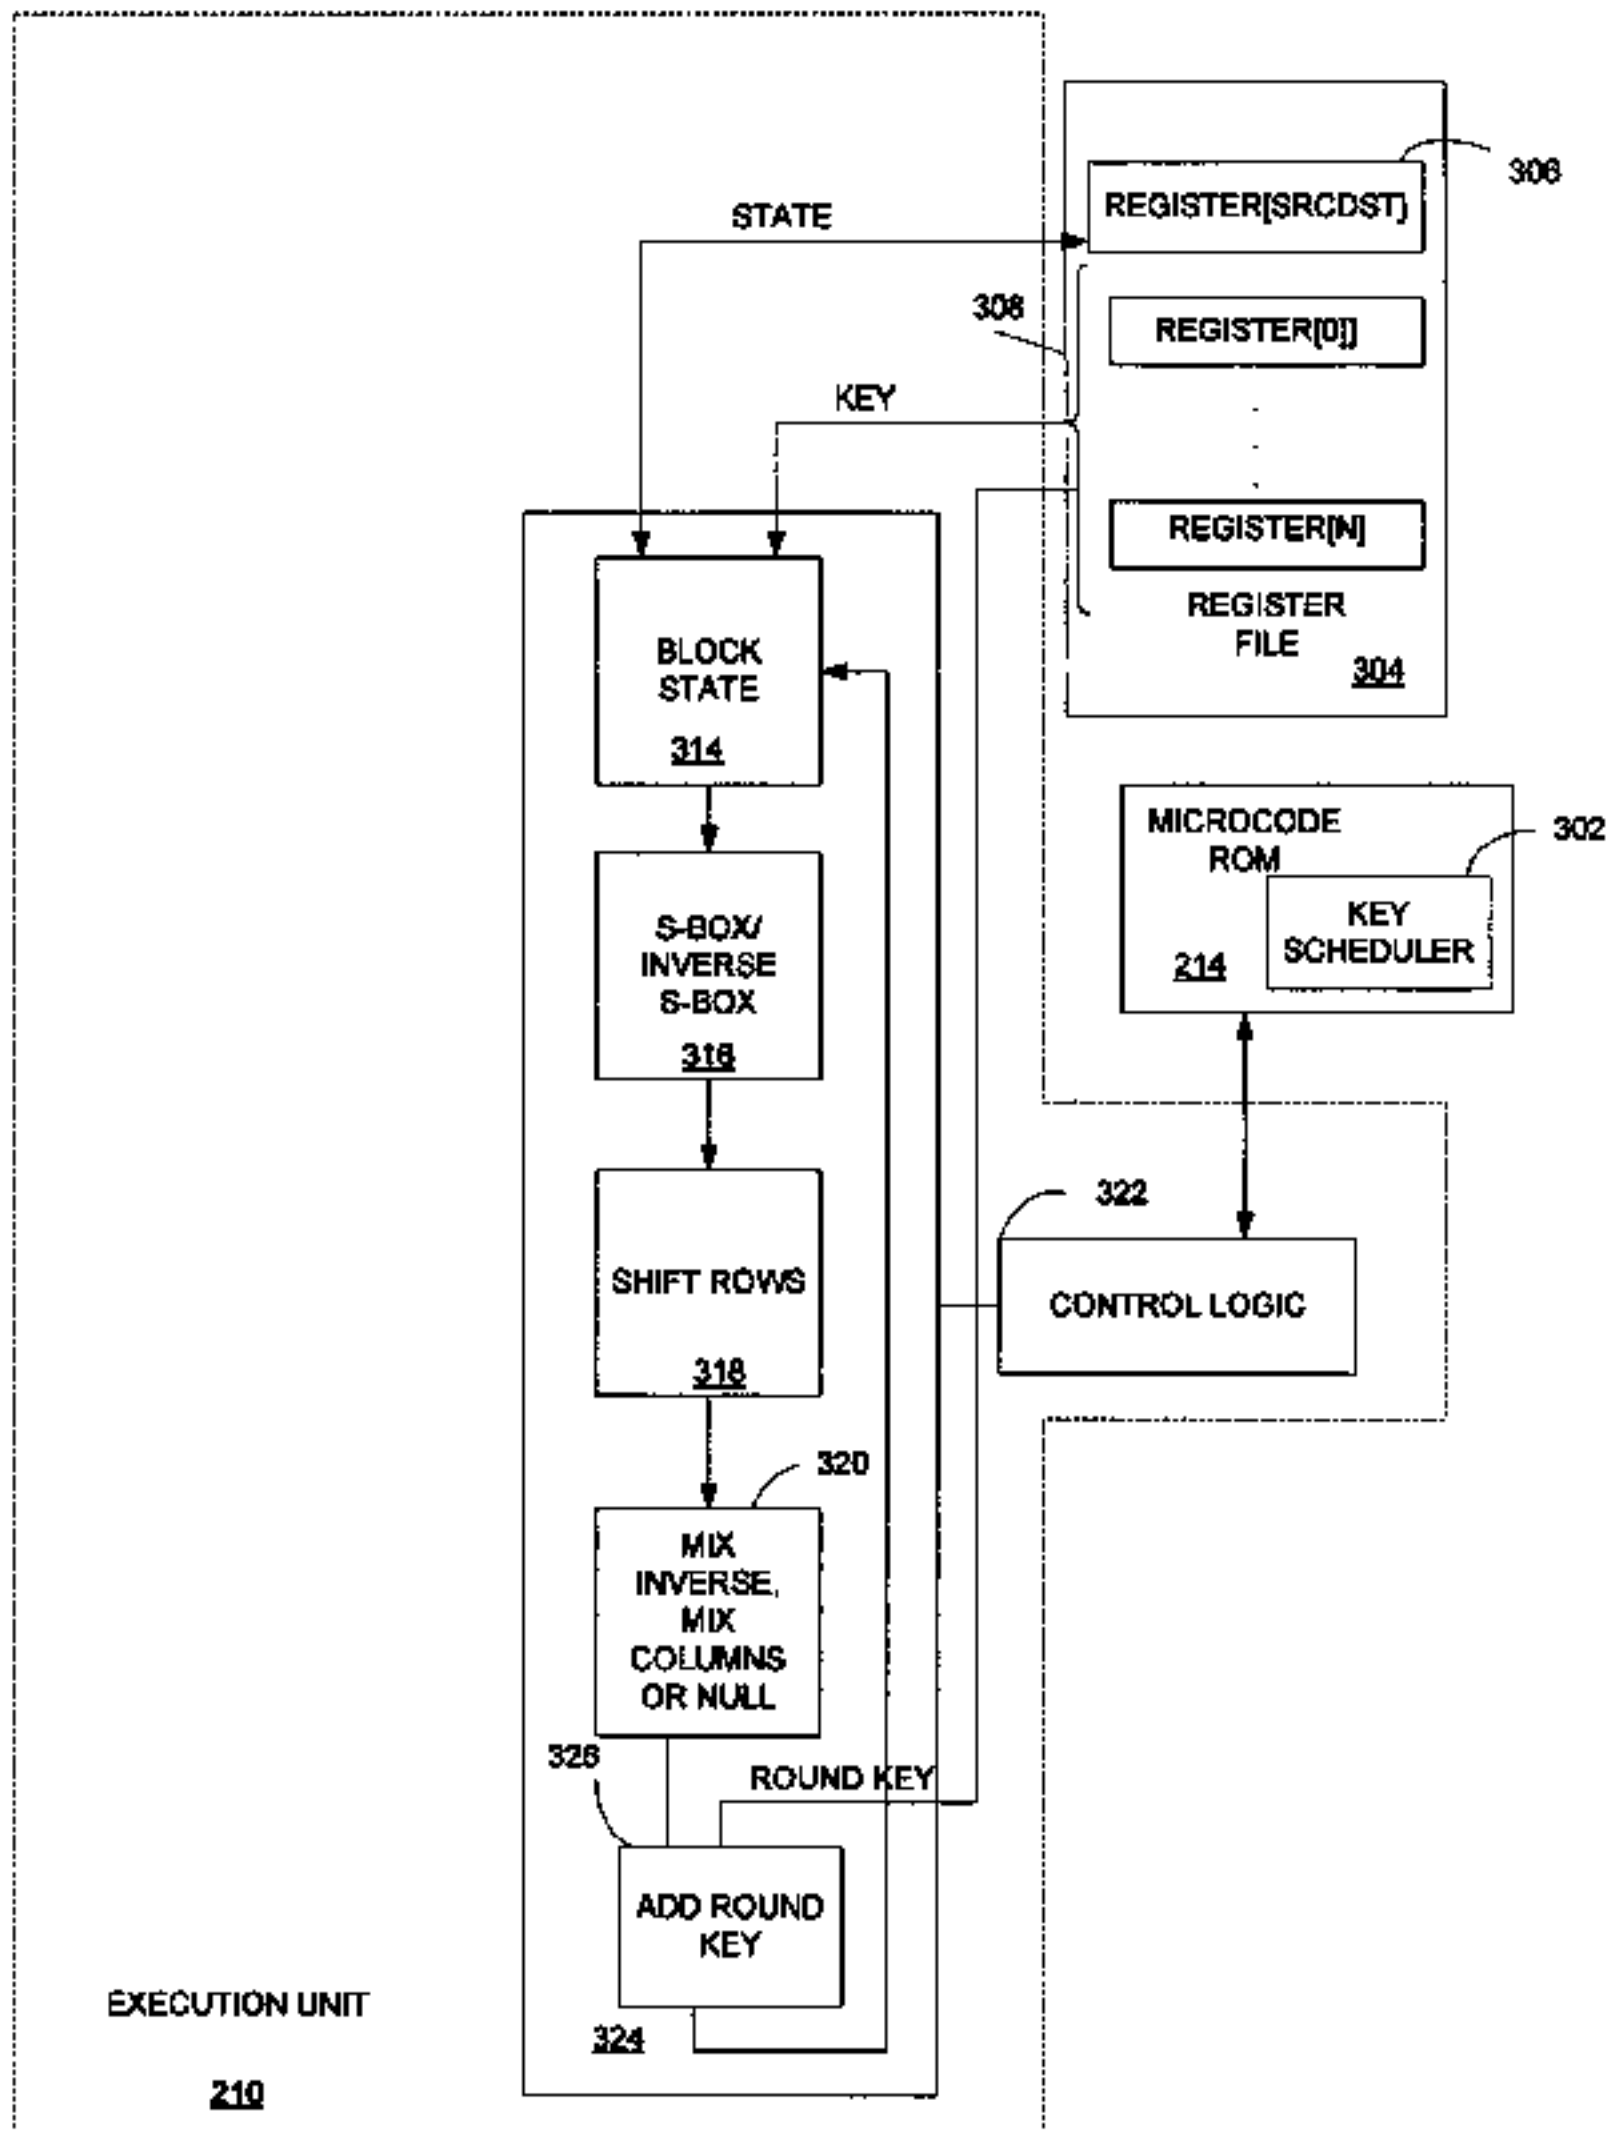 306
REGISTER[SRCDST)
STATE
308
REGISTER[0]]
KEY
REGISTER[N]
REGISTER
FILE
304
BLOCK
STATE
314
MICROCODE
ROM
302
KEY
SCHEDULER
214
S-BOX/
INVERSE
S-BOX
316
322
SHIFT ROWS
CONTROL LOGIC
318
320
MIX
INVERSE,
MIX
COLUMNS
OR NULL
326
ROUND KEY
ADD ROUND
KEY
EXECUTION UNIT
324
210